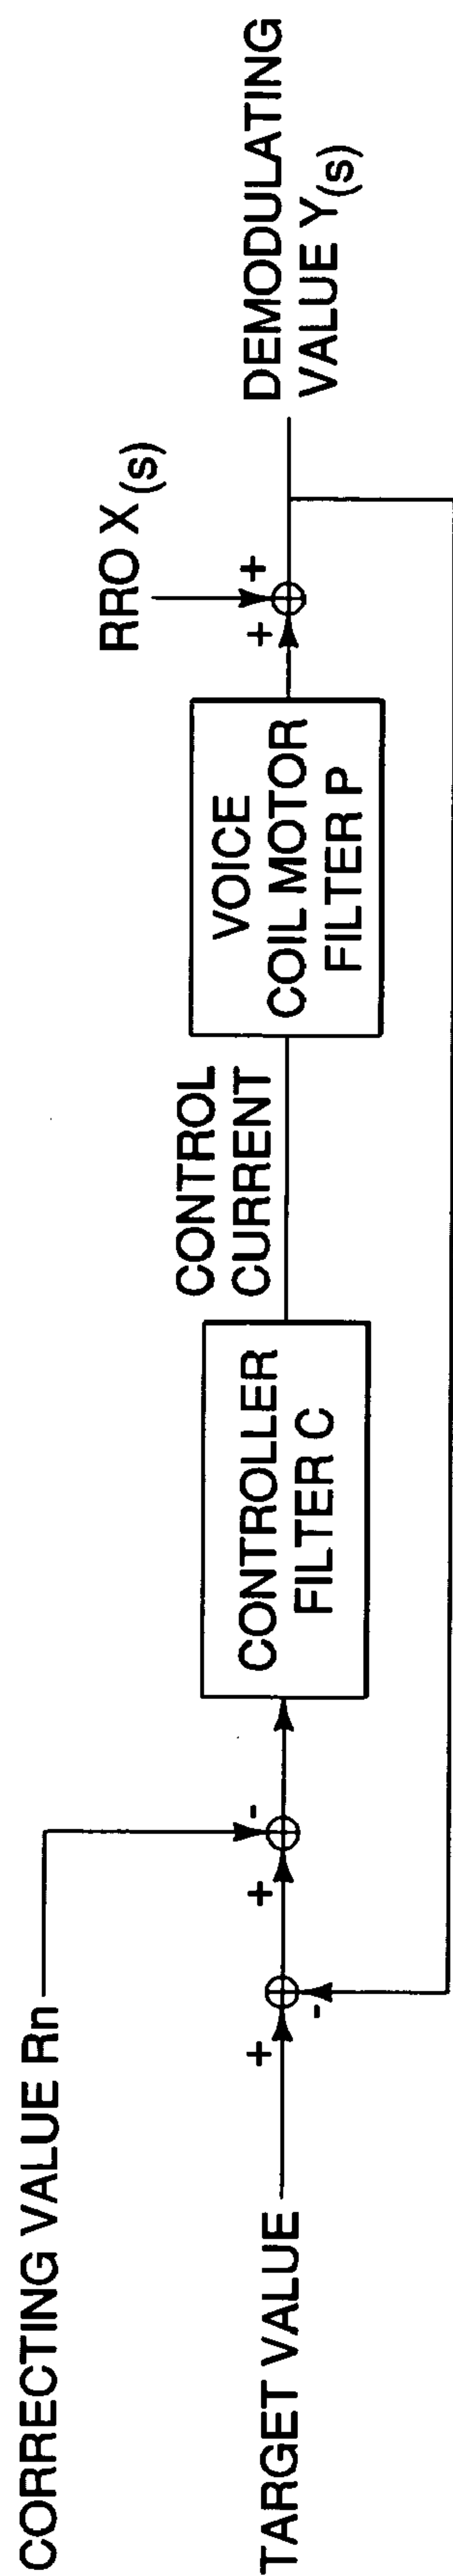 CORRECTING VALUE Rn
TARGET VALUE
+
-
+
-
CONTROLLER
FILTER C
CONTROL
CURRENT
VOICE
COIL MOTOR
FILTER P
RRO X(s)
+
+
DEMODULATING
VALUE Y(s)